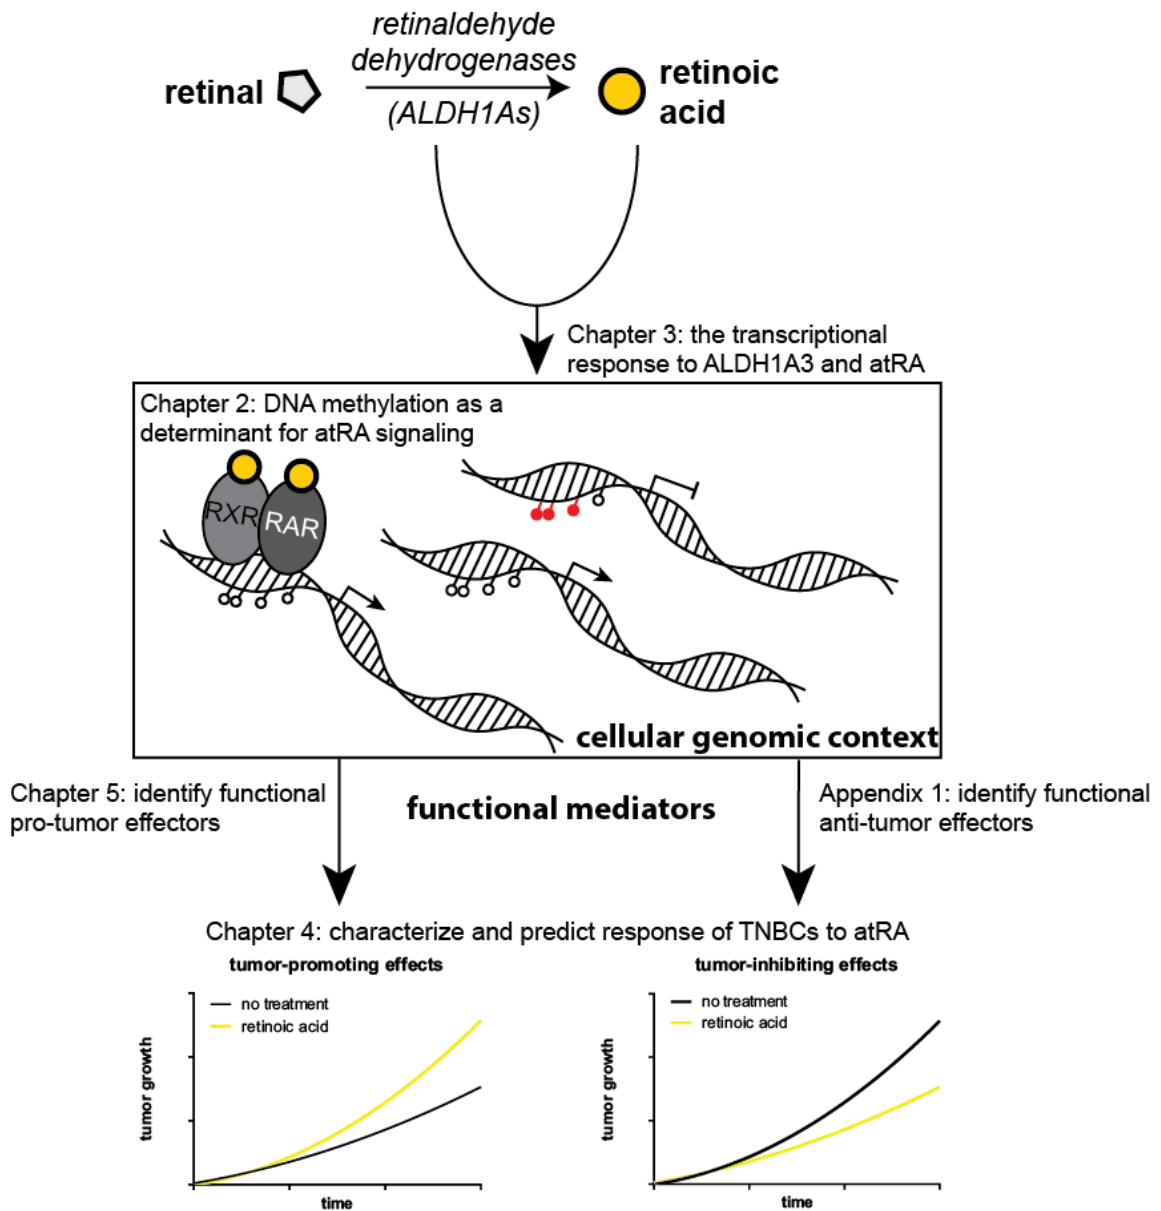 retinaldehyde
dehydrogenases
retinal
(ALDH1As)
retinoic
acid
Chapter 3: the transcriptional
response to ALDH1A3 and atRA
Chapter 2: DNA methylation as a
determinant for atRA signaling
RXR
RAR
cellular genomic context
Chapter 5: identify functional
pro-tumor effectors
functional mediators
Appendix 1: identify functional
anti-tumor effectors
Chapter 4: characterize and predict response of TNBCs to atRA
tumor-promoting effects
no treatment
retinoic acid
tumor growth
time
tumor-inhibiting effects
no treatment
retinoic acid
tumor growth
time